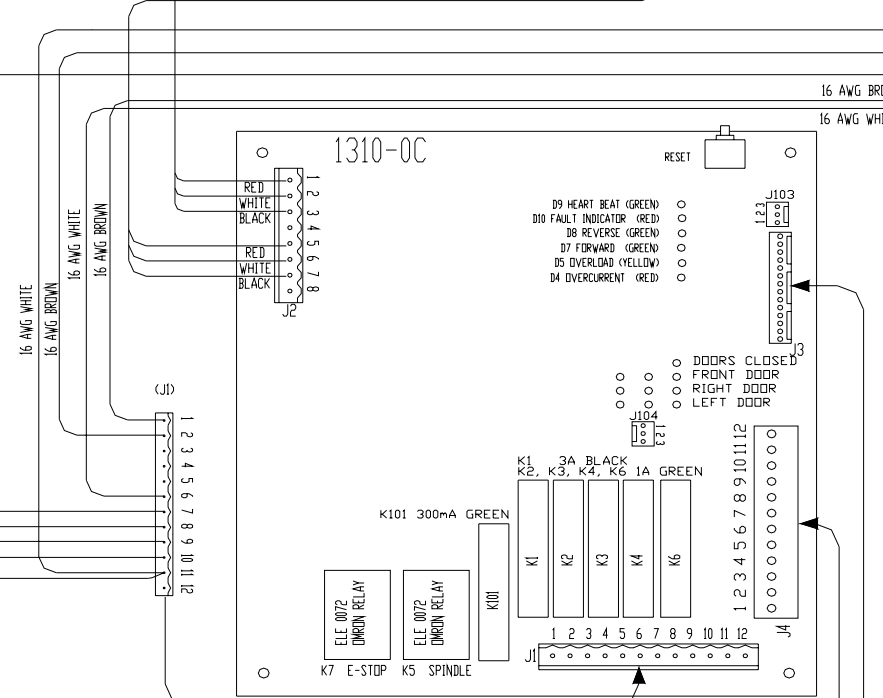 16 AWG BRO
16 AWG WHI
1310-0C
RESET
RED
WHITE
BLACK
RED
WHITE
BLACK
1
2
3
4
5
6
7
8
J2
D9 HEART BEAT (GREEN)
D10 FAULT INDICATOR (RED)
D8 REVERSE (GREEN)
D7 FORWARD (GREEN)
D5 OVERLOAD (YELLOW)
D4 OVERCURRENT (RED)
J103
1 2 3
J3
16 AWG WHITE
16 AWG BROWN
16 AWG WHITE
16 AWG BROWN
DOORS CLOSED
FRONT DOOR
RIGHT DOOR
LEFT DOOR
J104
1 2 3
(J1)
1
2
3
4
5
6
7
8
9
10
11
12
K1 3A BLACK
K2, K3, K4, K6 1A GREEN
K101 300mA GREEN
K1
K2
K3
K4
K6
K101
1 2 3 4 5 6 7 8 9 10 11 12
J4
ELE 0072
OMRON RELAY
ELE 0072
OMRON RELAY
K7 E-STOP
K5 SPINDLE
1 2 3 4 5 6 7 8 9 10 11 12
J1